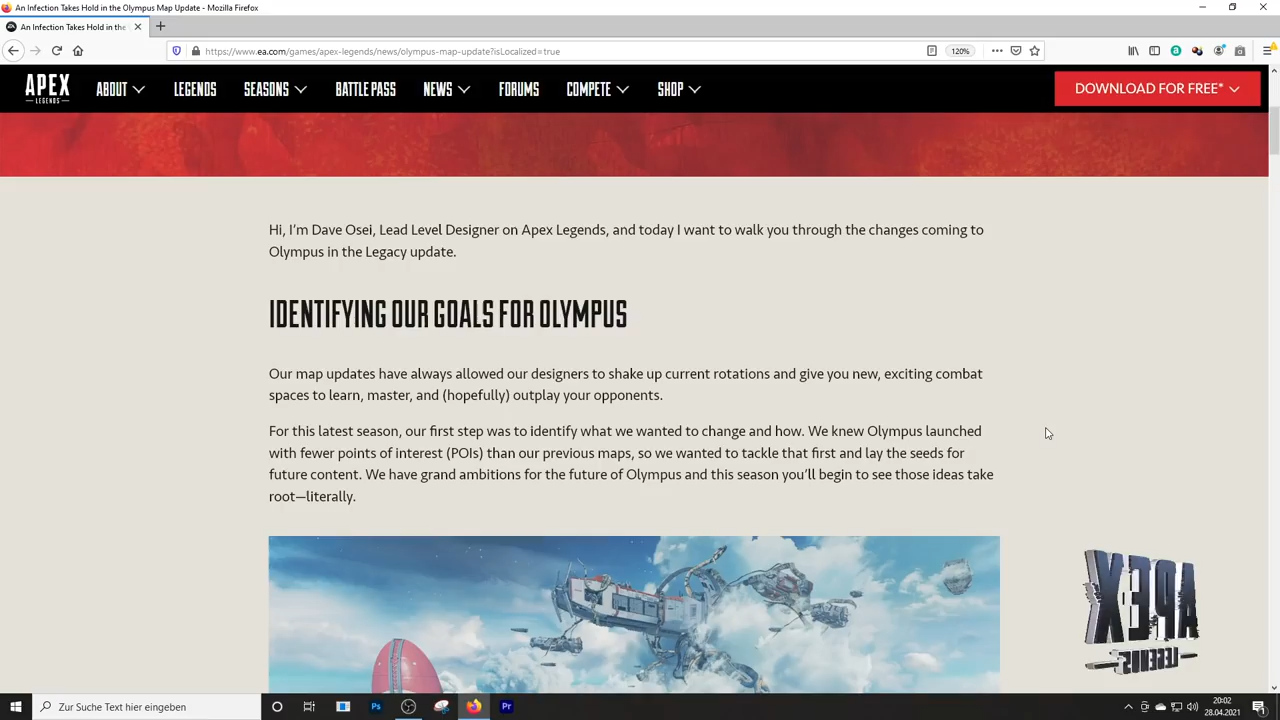 An Infection Takes Hold in the Olympus Map Update - Mozilla Firefox
An Infection Takes Hold in the
https://www.ea.com/games/apex-legends/news/olympus-map-update?isLocalized=true
120%
APEX
LEGENDS
ABOUT
LEGENDS
SEASONS
BATTLE PASS
NEWS
FORUMS
COMPETE
SHOP
DOWNLOAD FOR FREE*
Hi, I'm Dave Osei, Lead Level Designer on Apex Legends, and today I want to walk you through the changes coming to
Olympus in the Legacy update.
IDENTIFYING OUR GOALS FOR OLYMPUS
Our map updates have always allowed our designers to shake up current rotations and give you new, exciting combat
spaces to learn, master, and (hopefully) outplay your opponents.
For this latest season, our first step was to identify what we wanted to change and how. We knew Olympus launched
with fewer points of interest (POIs) than our previous maps, so we wanted to tackle that first and lay the seeds for
future content. We have grand ambitions for the future of Olympus and this season you'll begin to see those ideas take
root—literally.
APEX
LEGENDS
Zur Suche Text hier eingeben
Ps
Pr
20:02
28.04.2021
1